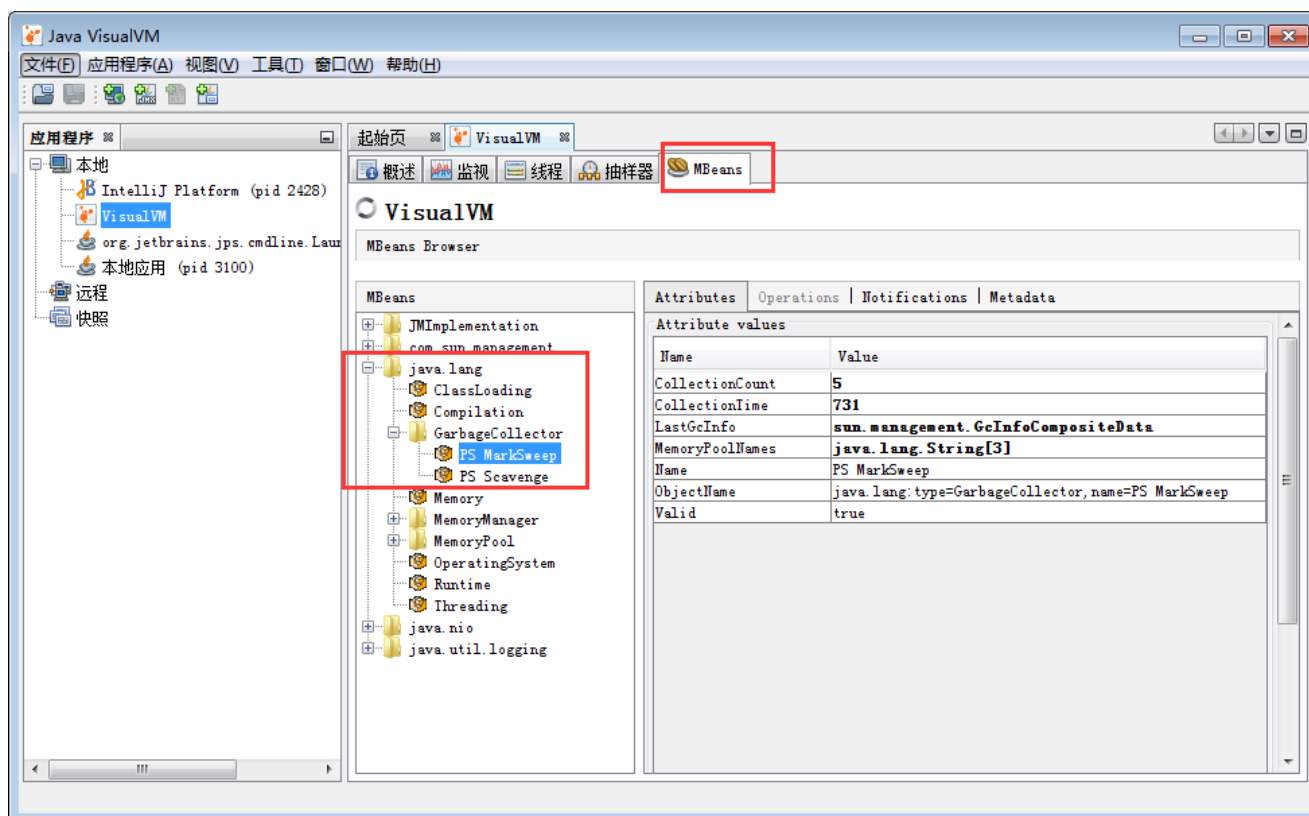 Java VisualVM
文件(F) 应用程序(A) 视图(V) 工具(T) 窗口(W) 帮助(H)
应用程序
本地
IntelliJ Platform (pid 2428)
VisualVM
org.jetbrains.jps.cmdline.Lau
本地应用 (pid 3100)
远程
快照
起始页 VisualVM
概述 监视 线程 抽样器 MBeans
VisualVM
MBeans Browser
MBeans
JMImplementation
com.sun.management
java.lang
ClassLoading
Compilation
GarbageCollector
PS MarkSweep
PS Scavenge
Memory
MemoryManager
MemoryPool
OperatingSystem
Runtime
Threading
java.nio
java.util.logging
Attributes Operations Notifications Metadata
Attribute values
Name Value
CollectionCount 5
CollectionTime 731
LastGcInfo sun.management.GcInfoCompositeData
MemoryPoolNames java.lang.String[3]
Name PS MarkSweep
ObjectName java.lang:type=GarbageCollector,name=PS MarkSweep
Valid true